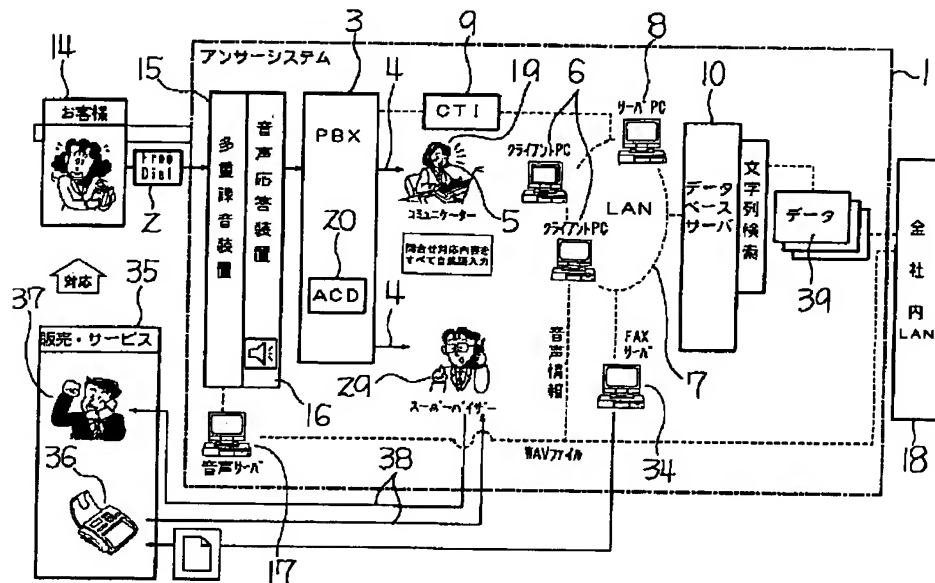 14
お客様
Free
Dial
2
対応
37
35
販売・サービス
36
17
アンサーシステム
15
多重録音装置
音声応答装置
16
音声サーバ
3
PBX
20
ACD
4
4
9
CTI
19
5
コミュニケーター
問合せ対応内容を
すべて自然語入力
29
スーパーバイザー
38
6
クライアントPC
クライアントPC
8
サーバPC
LAN
7
音声情報
WAVファイル
FAX
サーバ
34
10
データベースサーバ
文字列検索
データ
39
1
全社内LAN
18